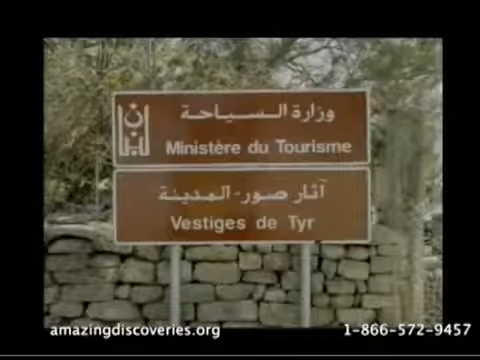 وزارة السياحة
Ministère du Tourisme
آثار صور-المدينة
Vestiges de Tyr
amazingdiscoveries.org
1-866-572-9457